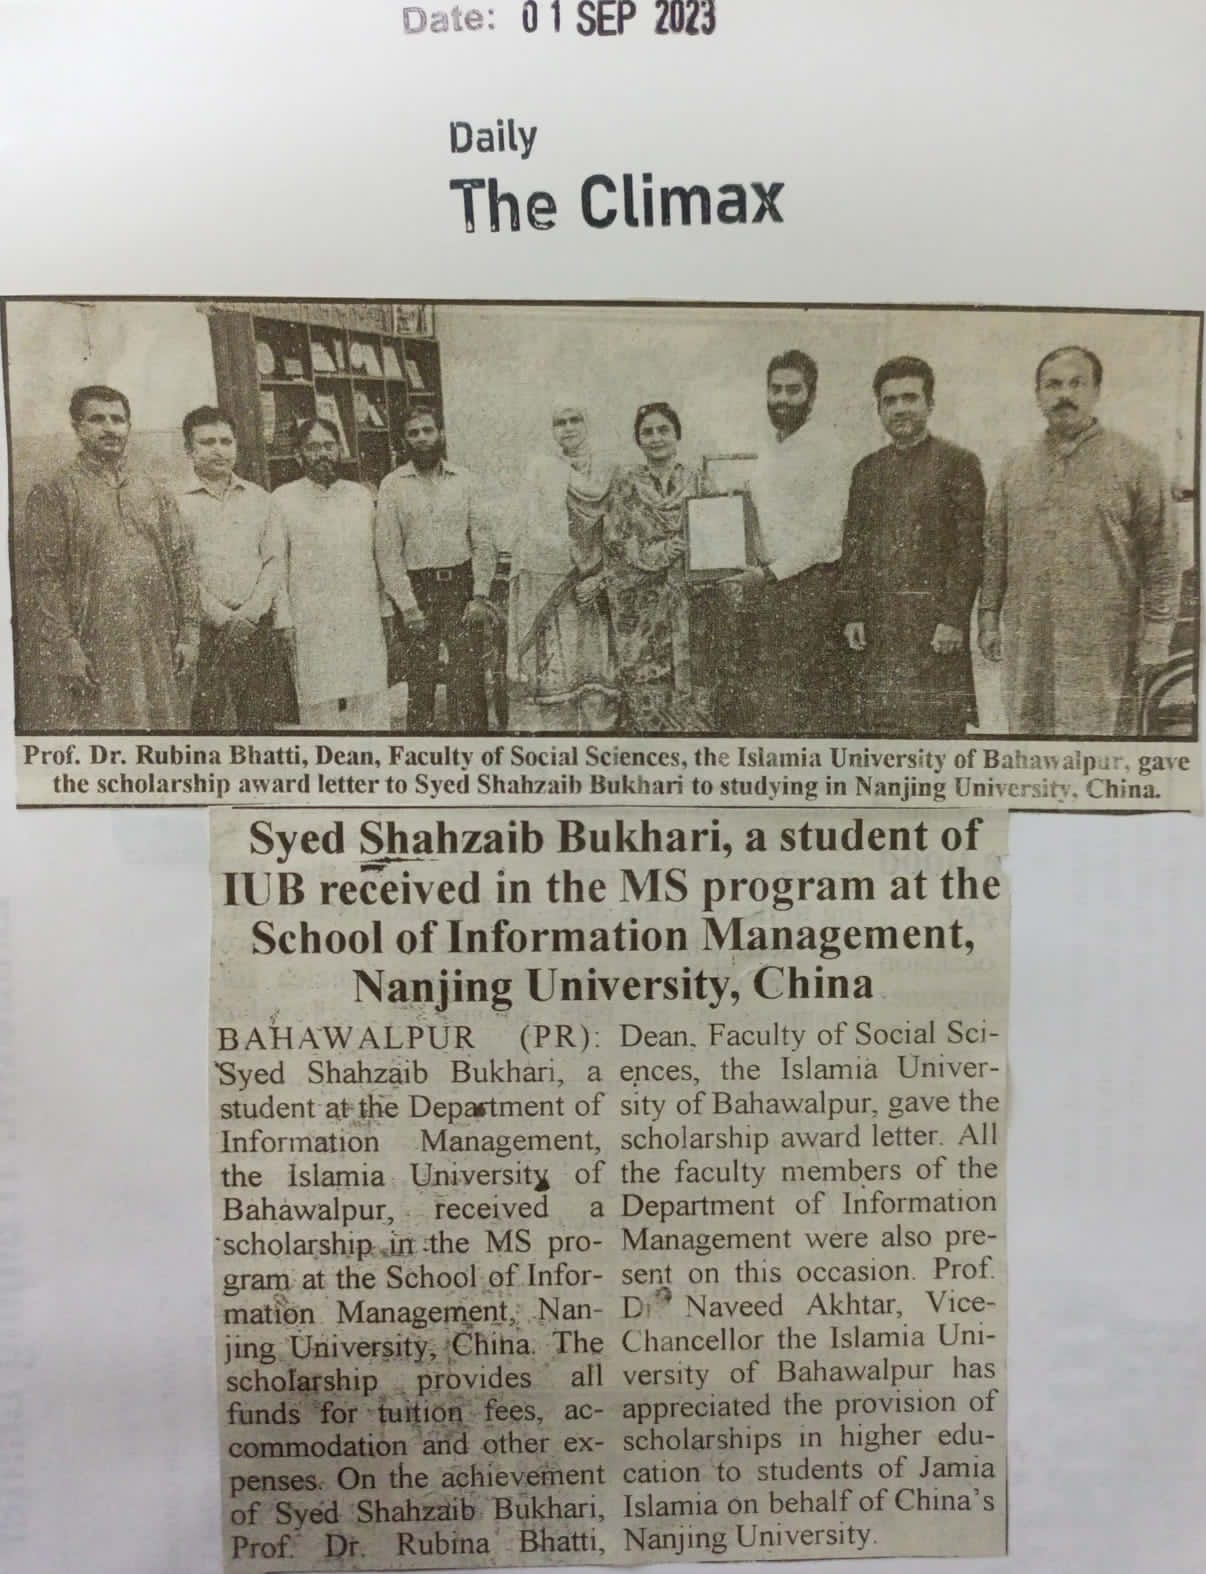 Date: 01 SEP 2023
Daily
The Climax
Prof. Dr. Rubina Bhatti, Dean, Faculty of Social Sciences, the Islamia University of Bahawalpur, gave
the scholarship award letter to Syed Shahzaib Bukhari to studying in Nanjing University, China.
Syed Shahzaib Bukhari, a student of
IUB received in the MS program at the
School of Information Management,
Nanjing University, China
BAHAWALPUR (PR):
Syed Shahzaib Bukhari, a
student at the Department of
Information Management,
the Islamia University of
Bahawalpur, received a
scholarship in the MS pro-
gram at the School of Infor-
mation Management, Nan-
jing University, China. The
scholarship provides all
funds for tuition fees, ac-
commodation and other ex-
penses. On the achievement
of Syed Shahzaib Bukhari,
Prof. Dr. Rubina Bhatti,
Dean, Faculty of Social Sci-
ences, the Islamia Univer-
sity of Bahawalpur, gave the
scholarship award letter. All
the faculty members of the
Department of Information
Management were also pre-
sent on this occasion. Prof.
Dr Naveed Akhtar, Vice-
Chancellor the Islamia Uni-
versity of Bahawalpur has
appreciated the provision of
scholarships in higher edu-
cation to students of Jamia
Islamia on behalf of China's
Nanjing University.